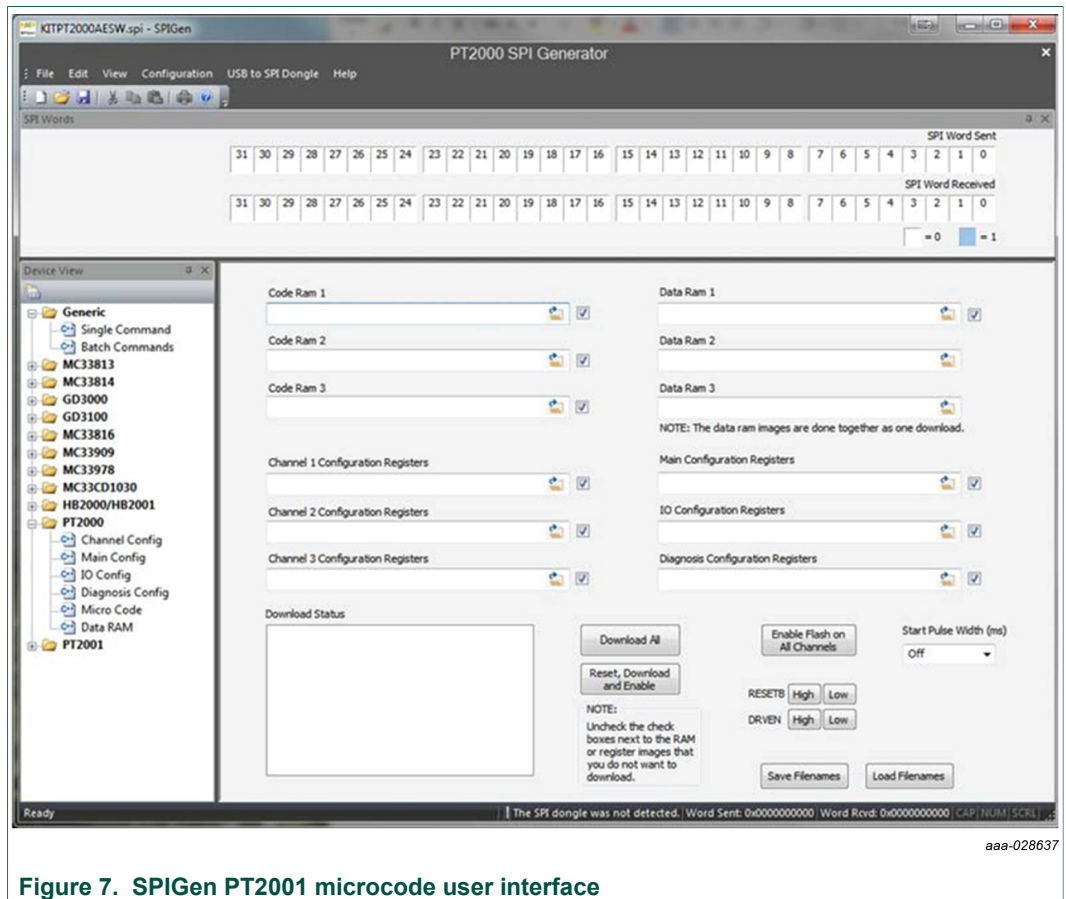 KITPT2000AESW.spi - SPIGen
PT2000 SPI Generator
File Edit View Configuration USB to SPI Dongle Help
SPI Words
SPI Word Sent
31 30 29 28 27 26 25 24 23 22 21 20 19 18 17 16 15 14 13 12 11 10 9 8 7 6 5 4 3 2 1 0
SPI Word Received
31 30 29 28 27 26 25 24 23 22 21 20 19 18 17 16 15 14 13 12 11 10 9 8 7 6 5 4 3 2 1 0
= 0 = 1
Device View
Generic
Single Command
Batch Commands
MC33813
MC33814
GD3000
GD3100
MC33816
MC33909
MC33978
MC33CD1030
HB2000/HB2001
PT2000
Channel Config
Main Config
IO Config
Diagnosis Config
Micro Code
Data RAM
PT2001
Code Ram 1
Data Ram 1
Code Ram 2
Data Ram 2
Code Ram 3
Data Ram 3
NOTE: The data ram images are done together as one download.
Channel 1 Configuration Registers
Main Configuration Registers
Channel 2 Configuration Registers
IO Configuration Registers
Channel 3 Configuration Registers
Diagnosis Configuration Registers
Download Status
Download All
Reset, Download
and Enable
NOTE:
Uncheck the check
boxes next to the RAM
or register images that
you do not want to
download.
Enable Flash on
All Channels
Start Pulse Width (ms)
Off
RESETB High Low
DRVEN High Low
Save Filenames Load Filenames
Ready
The SPI dongle was not detected. Word Sent: 0x0000000000 Word Rcvd: 0x0000000000 CAP NUM SCRL
aaa-028637
Figure 7. SPIGen PT2001 microcode user interface